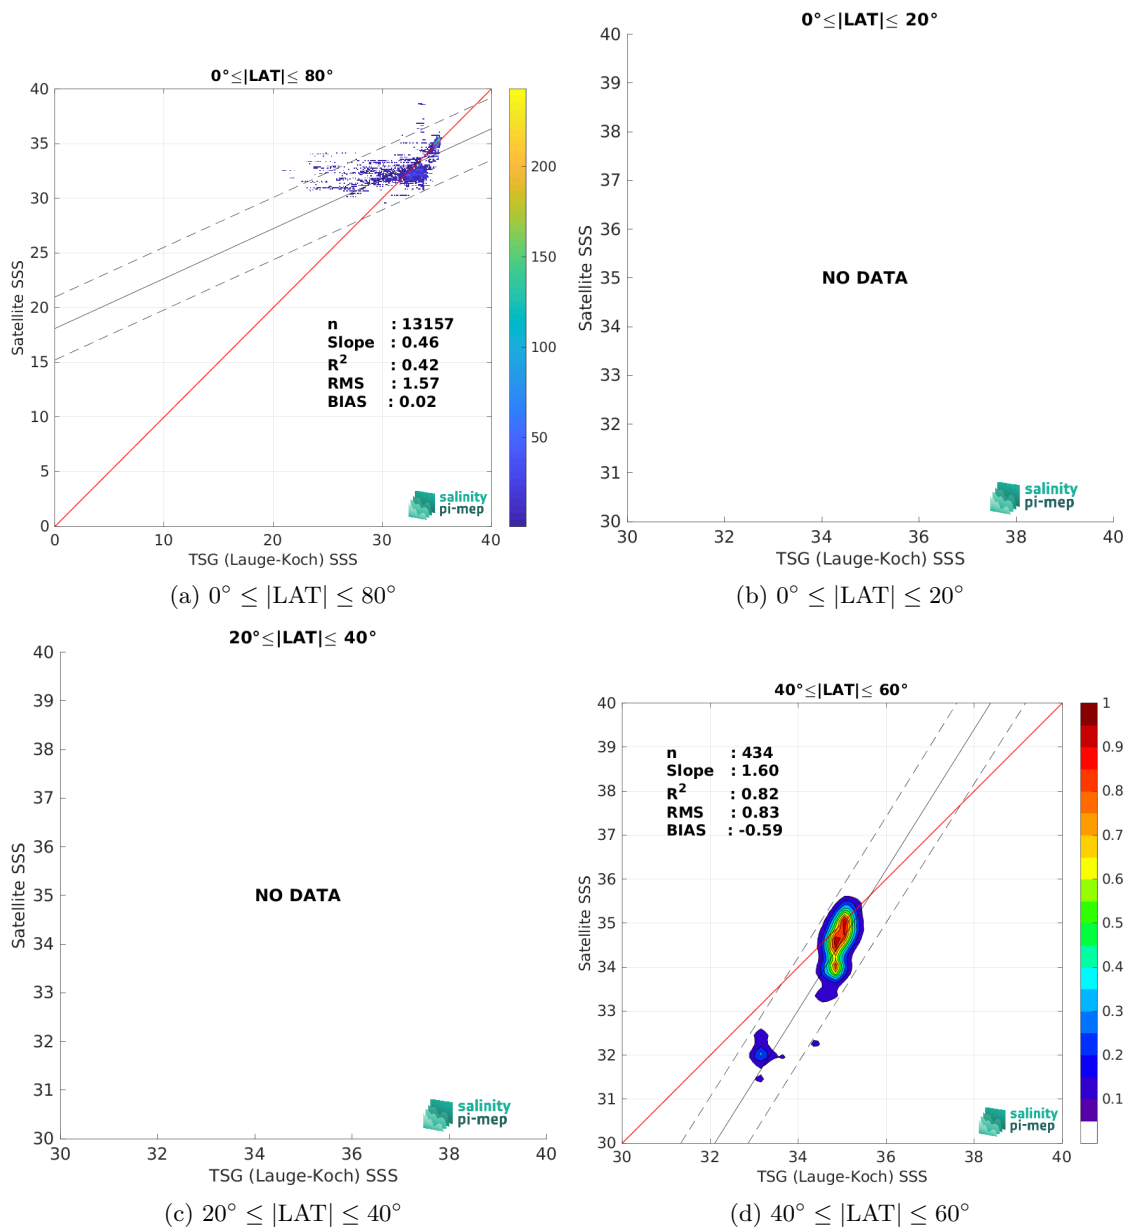 0°≤|LAT|≤ 80°
40
35
30
25
20
15
10
5
0
0
10
20
30
40
Satellite SSS
TSG (Lauge-Koch) SSS
n : 13157
Slope : 0.46
R² : 0.42
RMS : 1.57
BIAS : 0.02
salinity
pi-mep
200
150
100
50
(a) 0° ≤ |LAT| ≤ 80°
0°≤|LAT|≤ 20°
40
39
38
37
36
35
34
33
32
31
30
30
32
34
36
38
40
Satellite SSS
TSG (Lauge-Koch) SSS
NO DATA
salinity
pi-mep
(b) 0° ≤ |LAT| ≤ 20°
20°≤|LAT|≤ 40°
40
39
38
37
36
35
34
33
32
31
30
30
32
34
36
38
40
Satellite SSS
TSG (Lauge-Koch) SSS
NO DATA
salinity
pi-mep
(c) 20° ≤ |LAT| ≤ 40°
40°≤|LAT|≤ 60°
40
39
38
37
36
35
34
33
32
31
30
30
32
34
36
38
40
Satellite SSS
TSG (Lauge-Koch) SSS
n : 434
Slope : 1.60
R² : 0.82
RMS : 0.83
BIAS : -0.59
salinity
pi-mep
1
0.9
0.8
0.7
0.6
0.5
0.4
0.3
0.2
0.1
(d) 40° ≤ |LAT| ≤ 60°